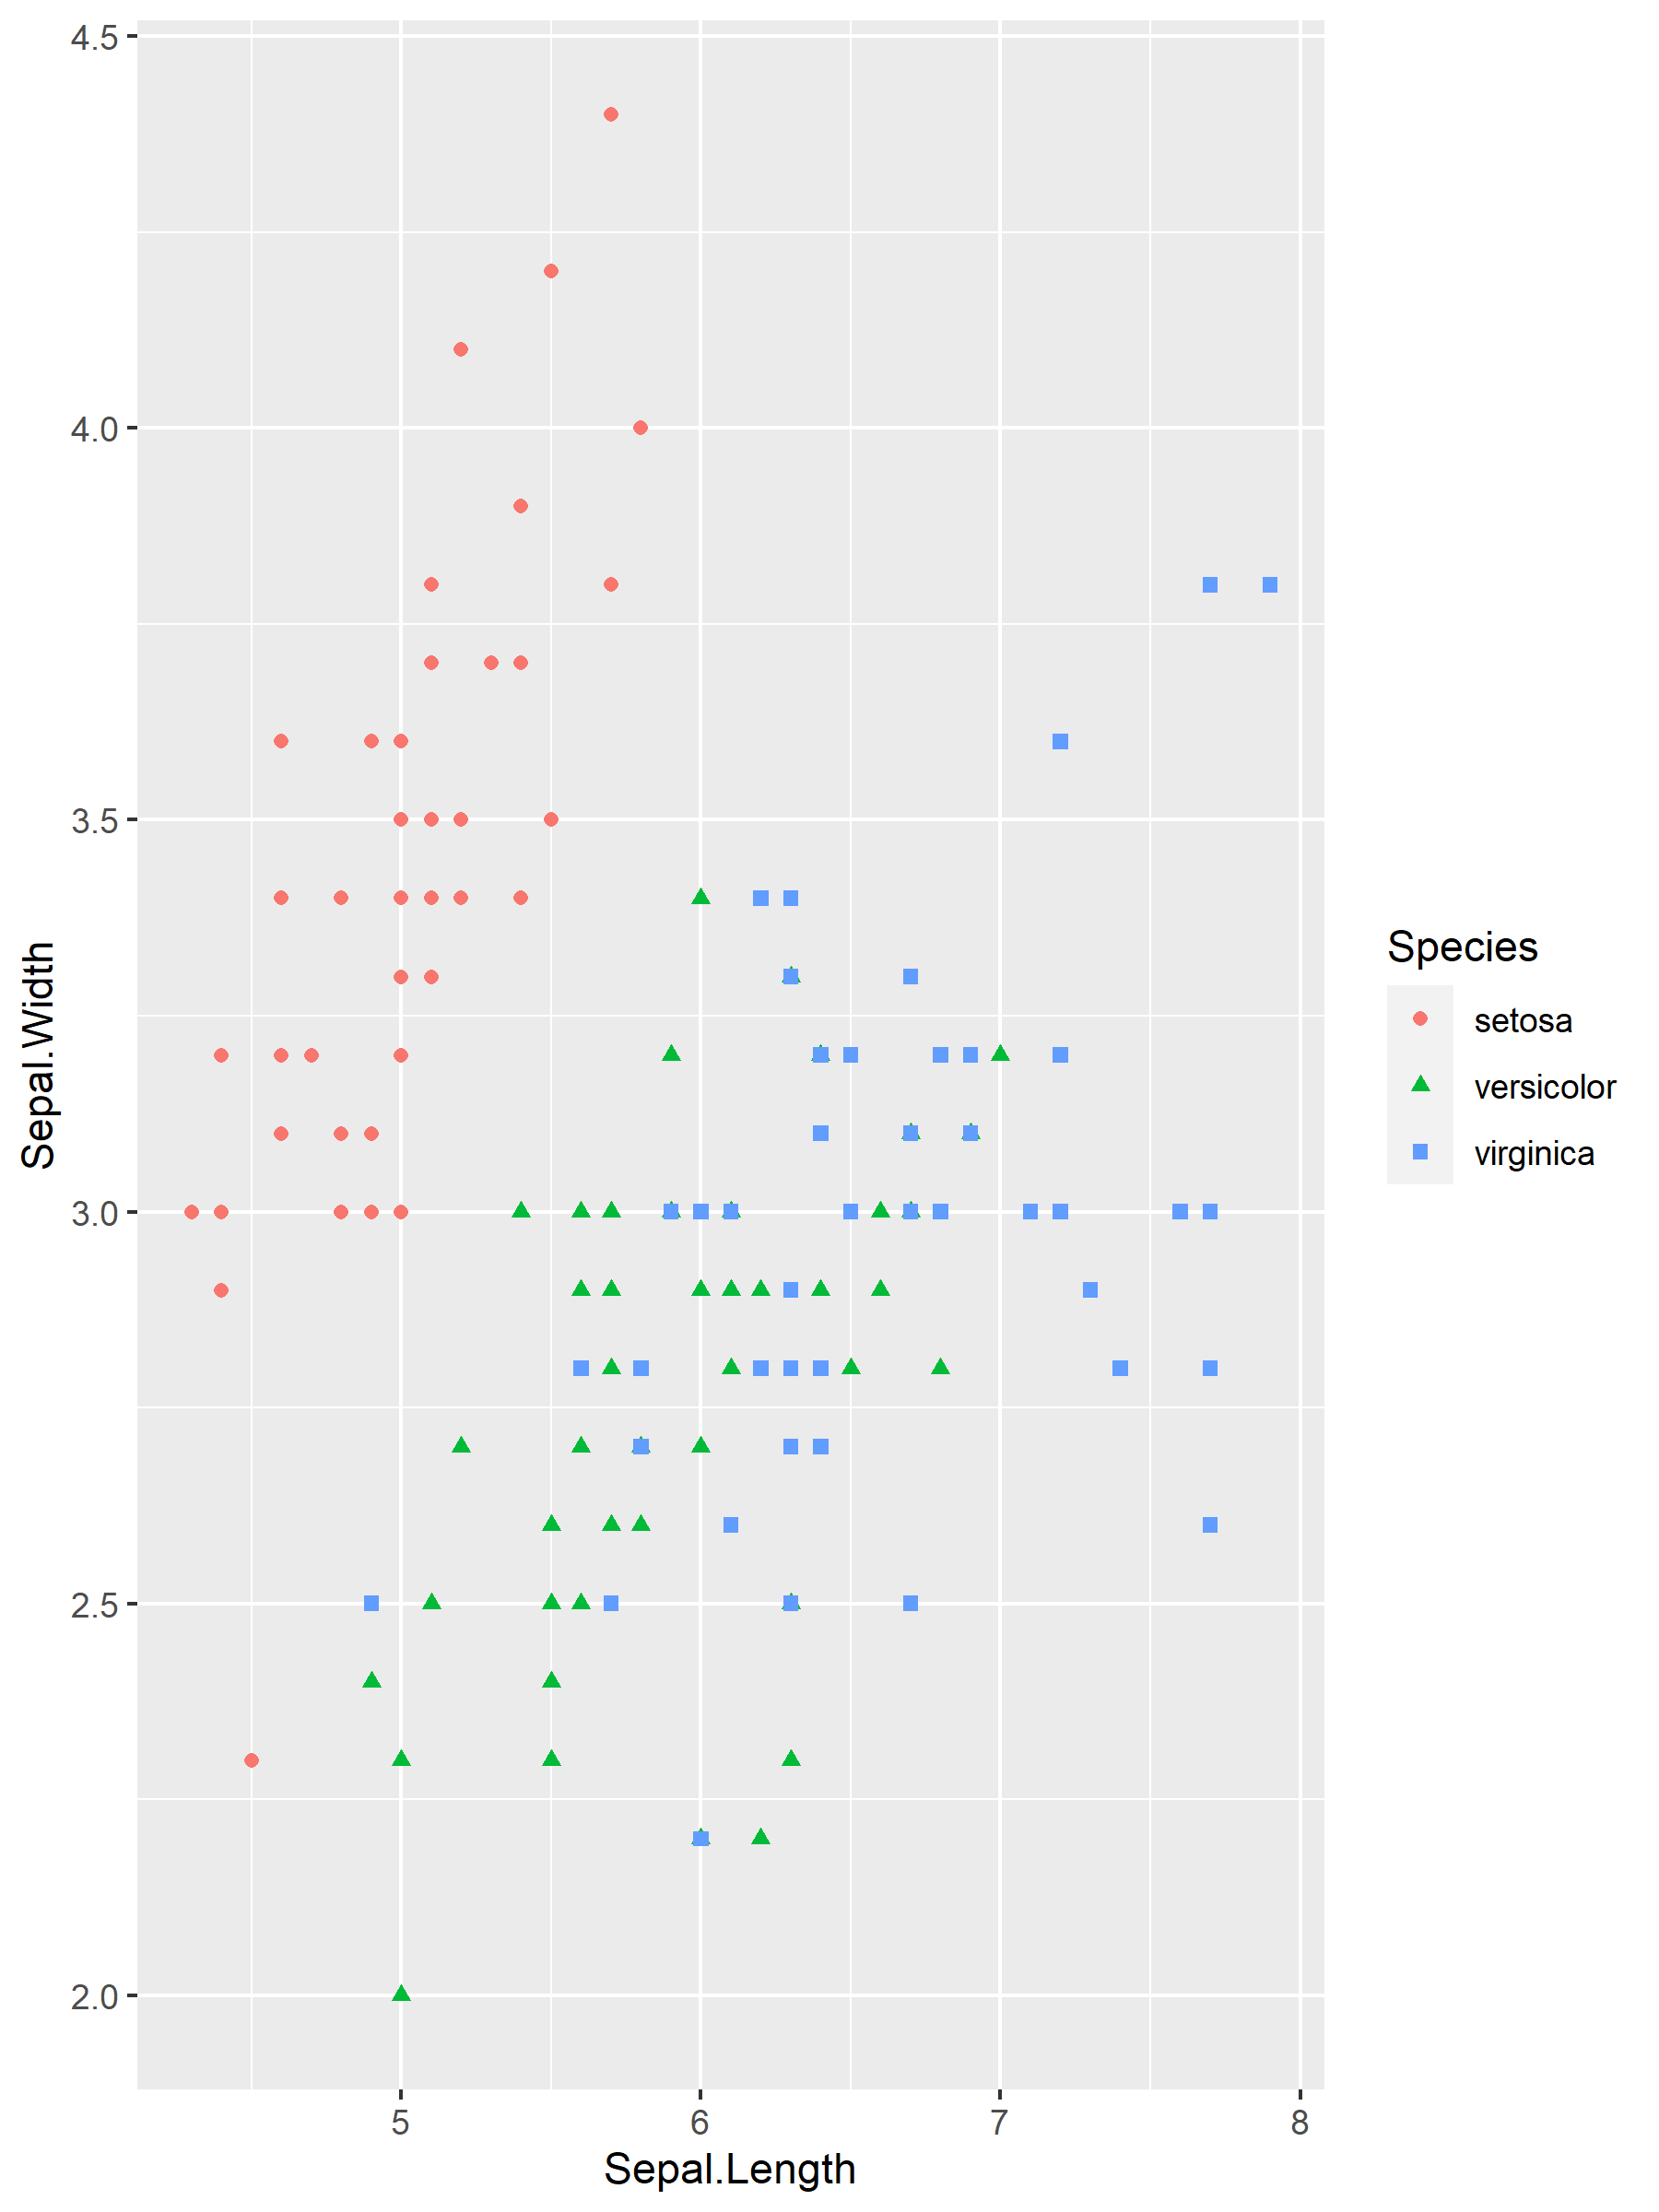 4.5
4.0
3.5
3.0
2.5
2.0
Sepal.Width
5 6 7 8
Sepal.Length
Species
setosa
versicolor
virginica